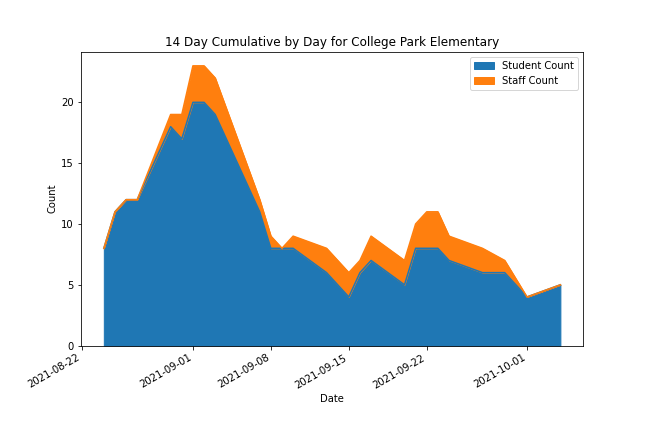 14 Day Cumulative by Day for College Park Elementary
Student Count
Staff Count
20
15
10
5
0
Count
2021-08-22
2021-09-01
2021-09-08
2021-09-15
2021-09-22
2021-10-01
Date